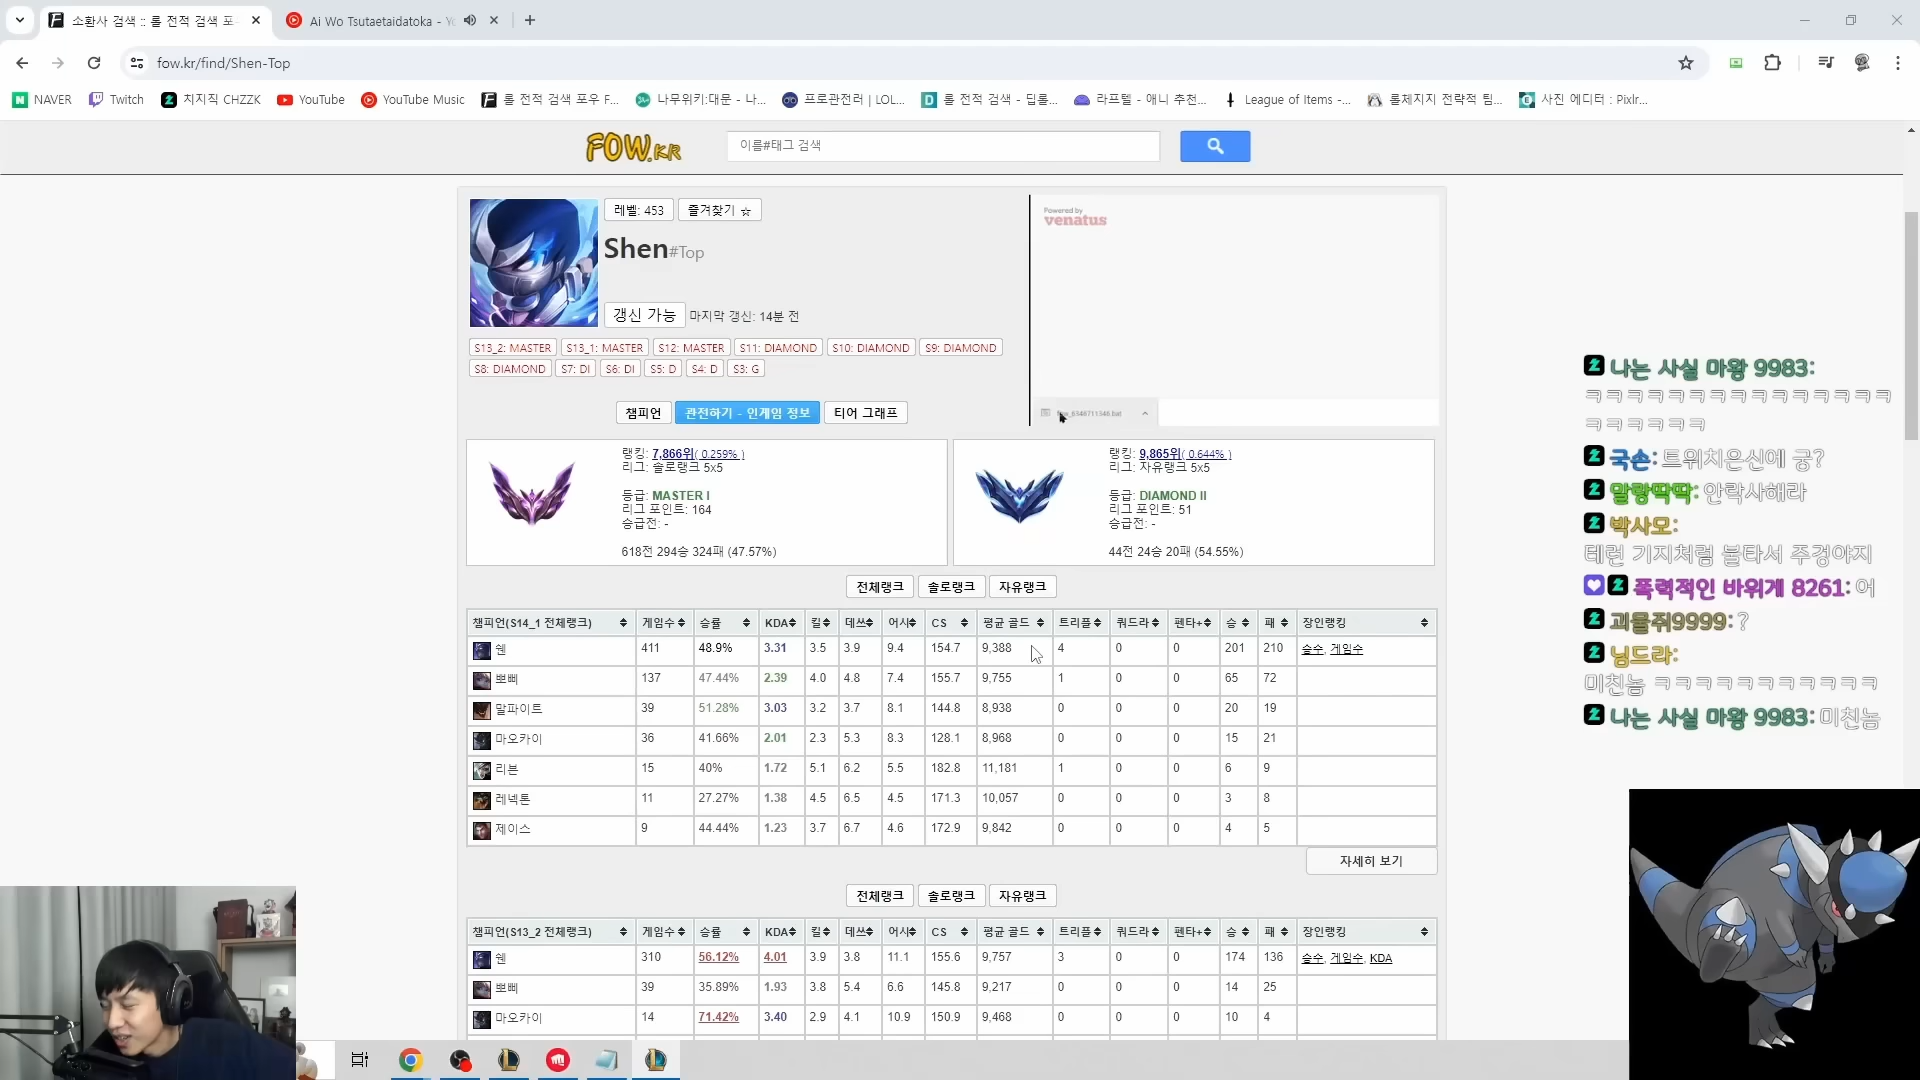 소환사 검색 :: 롤 전적 검색 포
Ai Wo Tsutaetaidatoka - Yo
fow.kr/find/Shen-Top
NAVER
Twitch
치지직 CHZZK
YouTube
YouTube Music
롤 전적 검색 포우 F...
나무위키:대문 - 나...
프로관전러 | LOL...
롤 전적 검색 - 딥롤...
라프텔 - 애니 추천...
League of Items -...
롤체지지 전략적 팀...
사진 에디터 : Pixlr...
FOW.KR
이름#태그 검색
레벨: 453
즐겨찾기 ☆
Shen#Top
갱신 가능 마지막 갱신: 14분 전
S13_2: MASTER S13_1: MASTER S12: MASTER S11: DIAMOND S10: DIAMOND S9: DIAMOND
S8: DIAMOND S7: DI S6: DI S5: D S4: D S3: G
챔피언 관전하기 - 인게임 정보 티어 그래프
Powered by
venatus
랭킹: 7,866위( 0.259% )
리그: 솔로랭크 5x5
등급: MASTER I
리그 포인트: 164
승급전: -
618전 294승 324패 (47.57%)
랭킹: 9,865위( 0.644% )
리그: 자유랭크 5x5
등급: DIAMOND II
리그 포인트: 51
승급전: -
44전 24승 20패 (54.55%)
전체랭크 솔로랭크 자유랭크
챔피언(S14_1 전체랭크) 게임수 승률 KDA 킬 데쓰 어시 CS 평균 골드 트리플 쿼드라 펜타+ 승 패 장인랭킹
쉔 411 48.9% 3.31 3.5 3.9 9.4 154.7 9,388 4 0 0 201 210 승수, 게임수
뽀삐 137 47.44% 2.39 4.0 4.8 7.4 155.7 9,755 1 0 0 65 72
말파이트 39 51.28% 3.03 3.2 3.7 8.1 144.8 8,938 0 0 0 20 19
마오카이 36 41.66% 2.01 2.3 5.3 8.3 128.1 8,968 0 0 0 15 21
리븐 15 40% 1.72 5.1 6.2 5.5 182.8 11,181 1 0 0 6 9
레넥톤 11 27.27% 1.38 4.5 6.5 4.5 171.3 10,057 0 0 0 3 8
제이스 9 44.44% 1.23 3.7 6.7 4.6 172.9 9,842 0 0 0 4 5
자세히 보기
전체랭크 솔로랭크 자유랭크
챔피언(S13_2 전체랭크) 게임수 승률 KDA 킬 데쓰 어시 CS 평균 골드 트리플 쿼드라 펜타+ 승 패 장인랭킹
쉔 310 56.12% 4.01 3.9 3.8 11.1 155.6 9,757 3 0 0 174 136 승수, 게임수, KDA
뽀삐 39 35.89% 1.93 3.8 5.4 6.6 145.8 9,217 0 0 0 14 25
마오카이 14 71.42% 3.40 2.9 4.1 10.9 150.9 9,468 0 0 0 10 4
나는 사실 마왕 9983:
ㅋㅋㅋㅋㅋㅋㅋㅋㅋㅋㅋㅋㅋㅋㅋ
ㅋㅋㅋㅋㅋㅋ
국손: 트위치은신에 궁?
말랑딱딱: 안락사해라
박사모:
테런 기지처럼 불타서 주겅야지
폭력적인 바위게 8261: 어
괴물쥐9999: ?
닝드라:
미친놈 ㅋㅋㅋㅋㅋㅋㅋㅋㅋㅋㅋ
나는 사실 마왕 9983: 미친놈